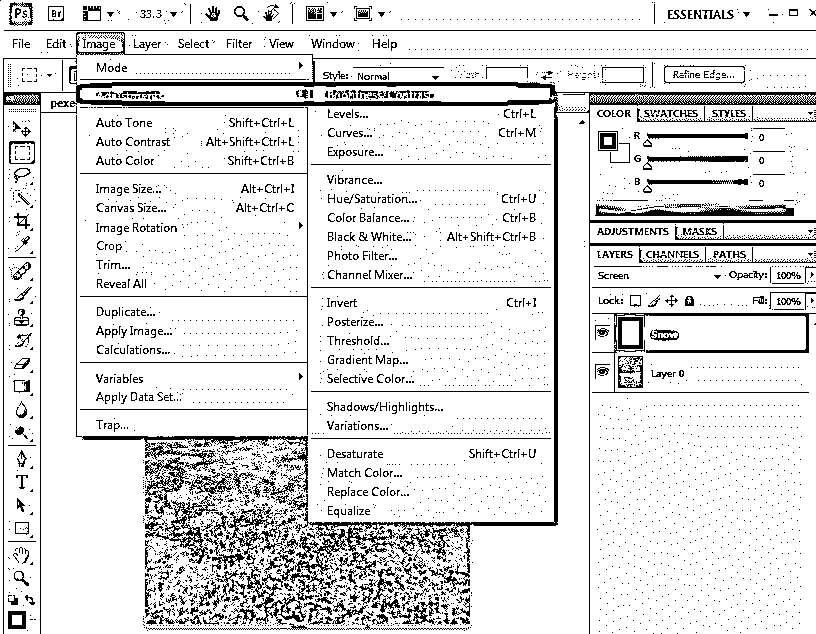 Ps Br 33.3 ESSENTIALS
File Edit Image Layer Select Filter View Window Help
Mode
Style: Normal Refine Edge...
Adjustments Brightness/Contrast...
pexe
Auto Tone Shift+Ctrl+L
Auto Contrast Alt+Shift+Ctrl+L
Auto Color Shift+Ctrl+B
Image Size... Alt+Ctrl+I
Canvas Size... Alt+Ctrl+C
Image Rotation
Crop
Trim...
Reveal All
Duplicate...
Apply Image...
Calculations...
Variables
Apply Data Set...
Trap...
Levels... Ctrl+L
Curves... Ctrl+M
Exposure...
Vibrance...
Hue/Saturation... Ctrl+U
Color Balance... Ctrl+B
Black & White... Alt+Shift+Ctrl+B
Photo Filter...
Channel Mixer...
Invert Ctrl+I
Posterize...
Threshold...
Gradient Map...
Selective Color...
Shadows/Highlights...
Variations...
Desaturate Shift+Ctrl+U
Match Color...
Replace Color...
Equalize
COLOR SWATCHES STYLES
R 0
G 0
B 0
ADJUSTMENTS MASKS
LAYERS CHANNELS PATHS
Screen Opacity: 100%
Lock: Fill: 100%
Snow
Layer 0